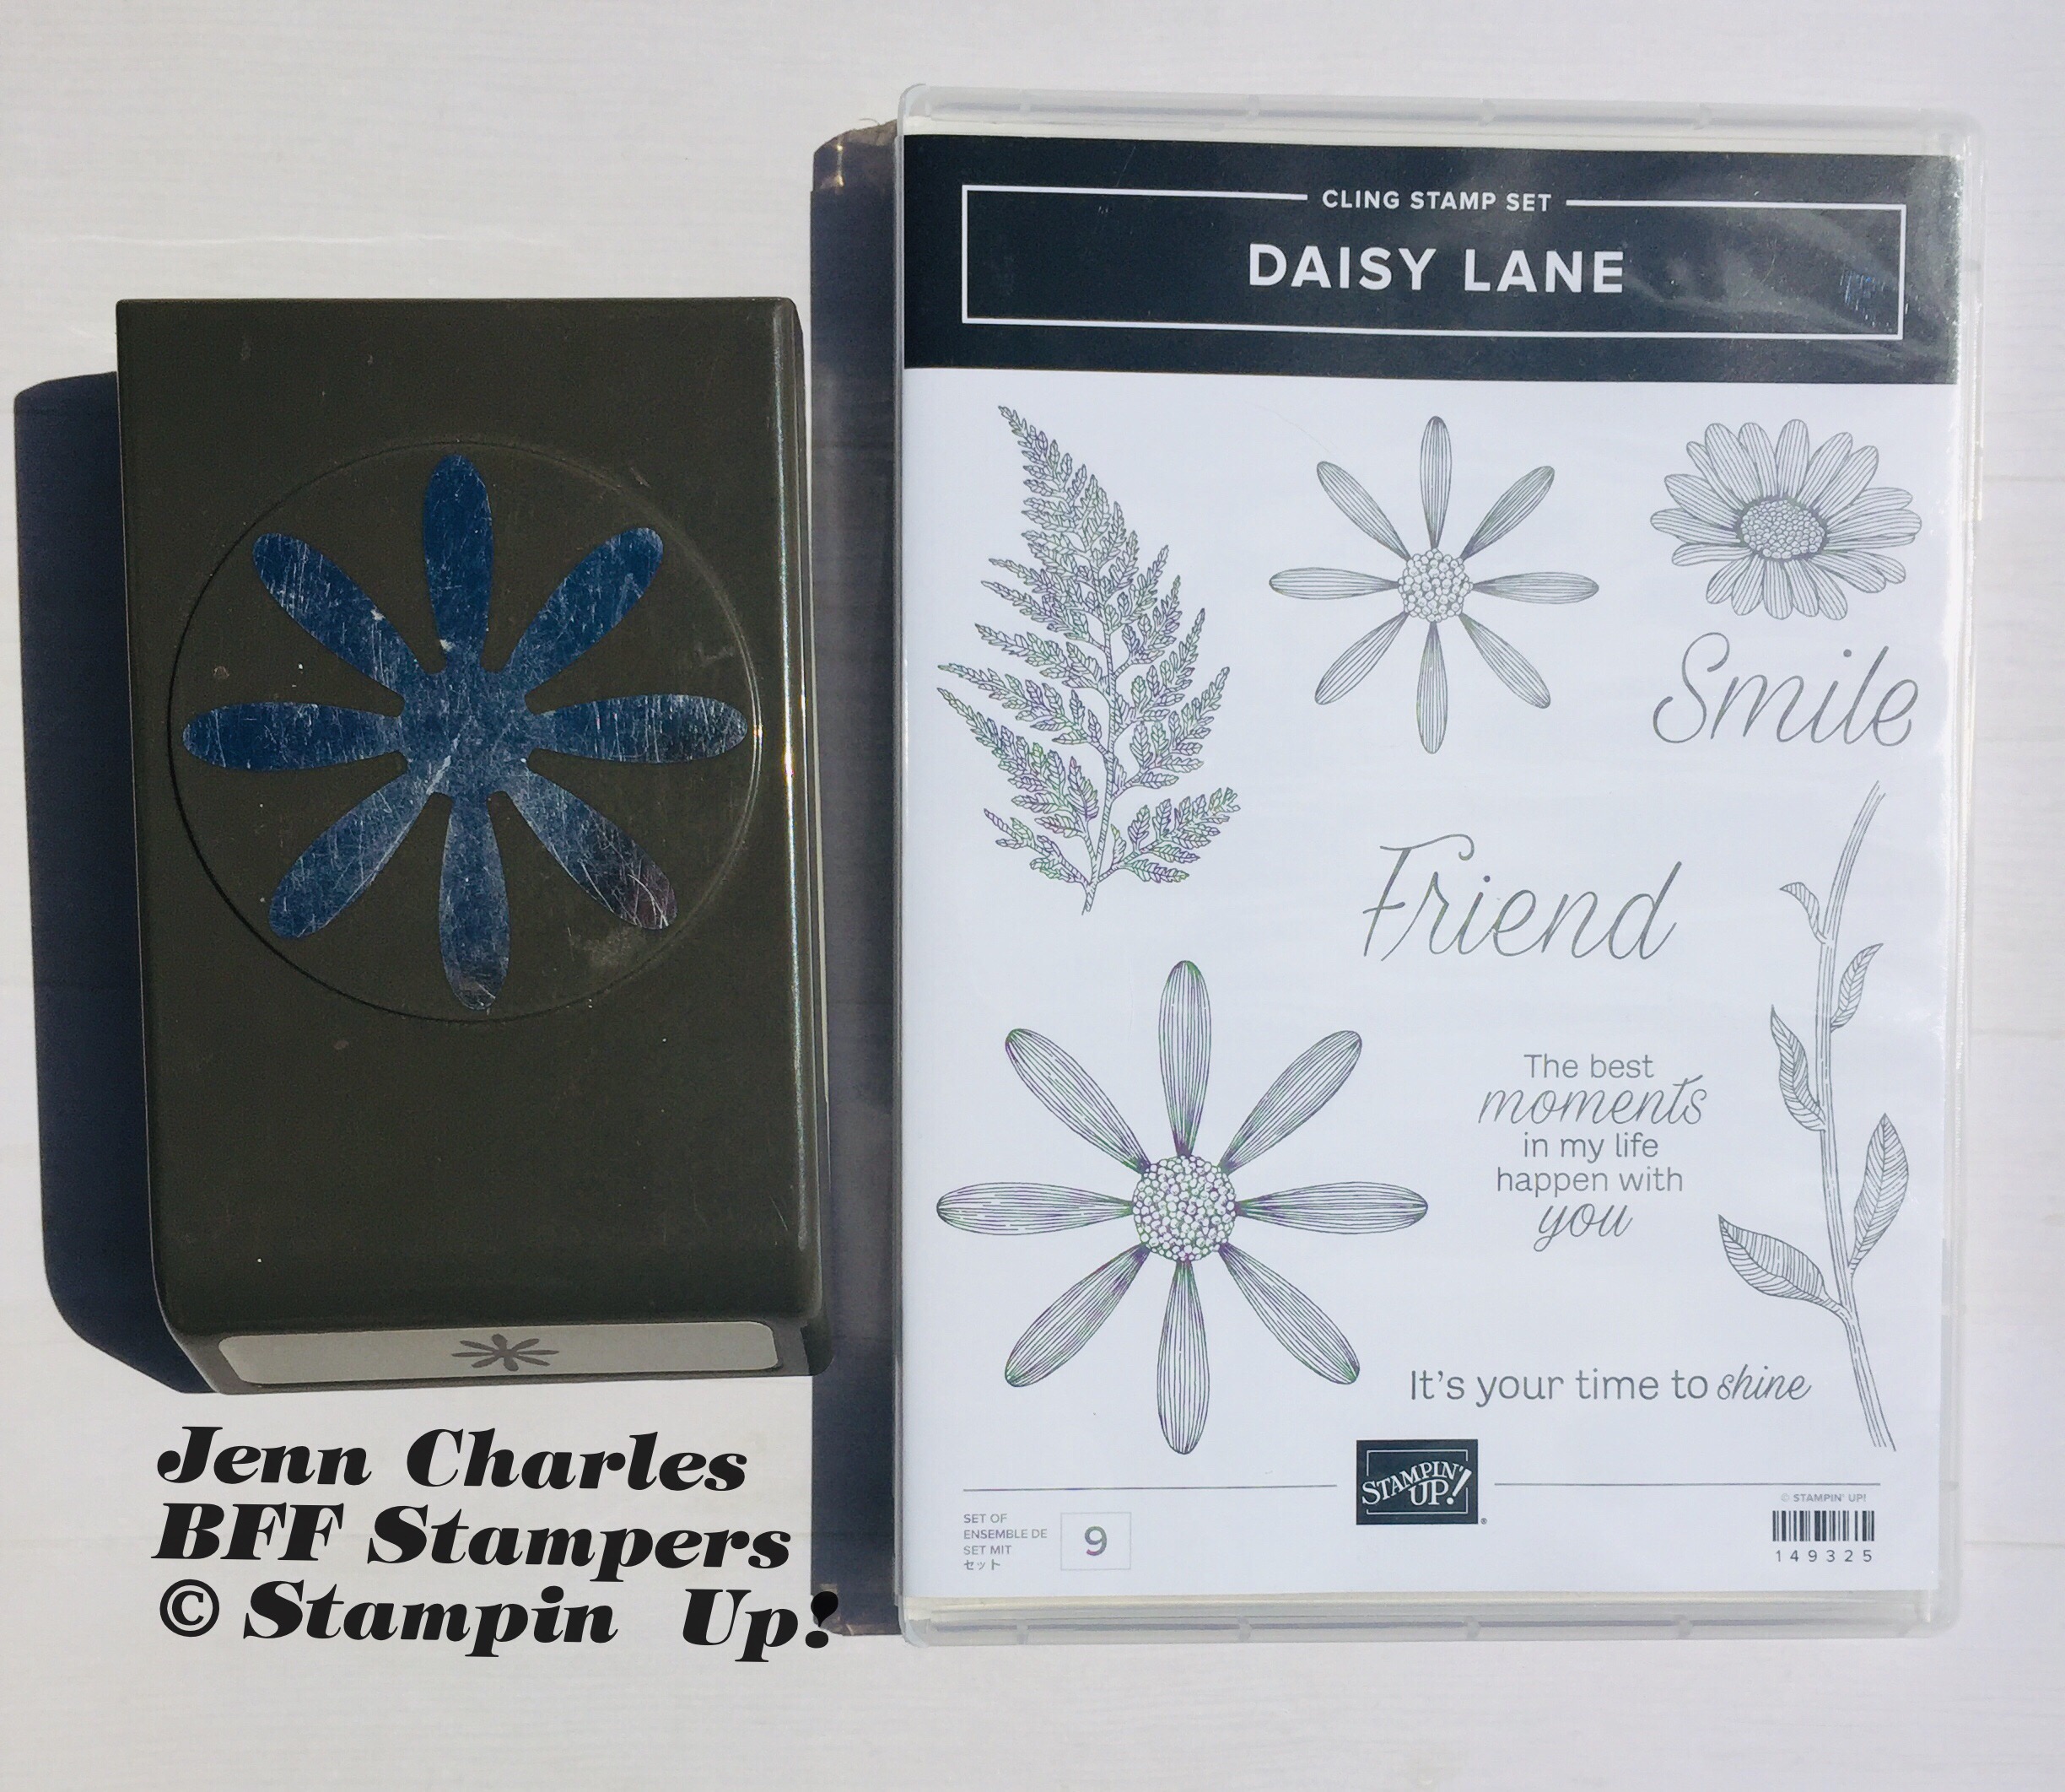 CLING STAMP SET
DAISY LANE
Smile
Friend
The best
moments
in my life
happen with
you
It's your time to shine
STAMPIN'
UP!
®
© STAMPIN' UP!
SET OF
ENSEMBLE DE
SET MIT
セット
9
149325
Jenn Charles
BFF Stampers
© Stampin Up!